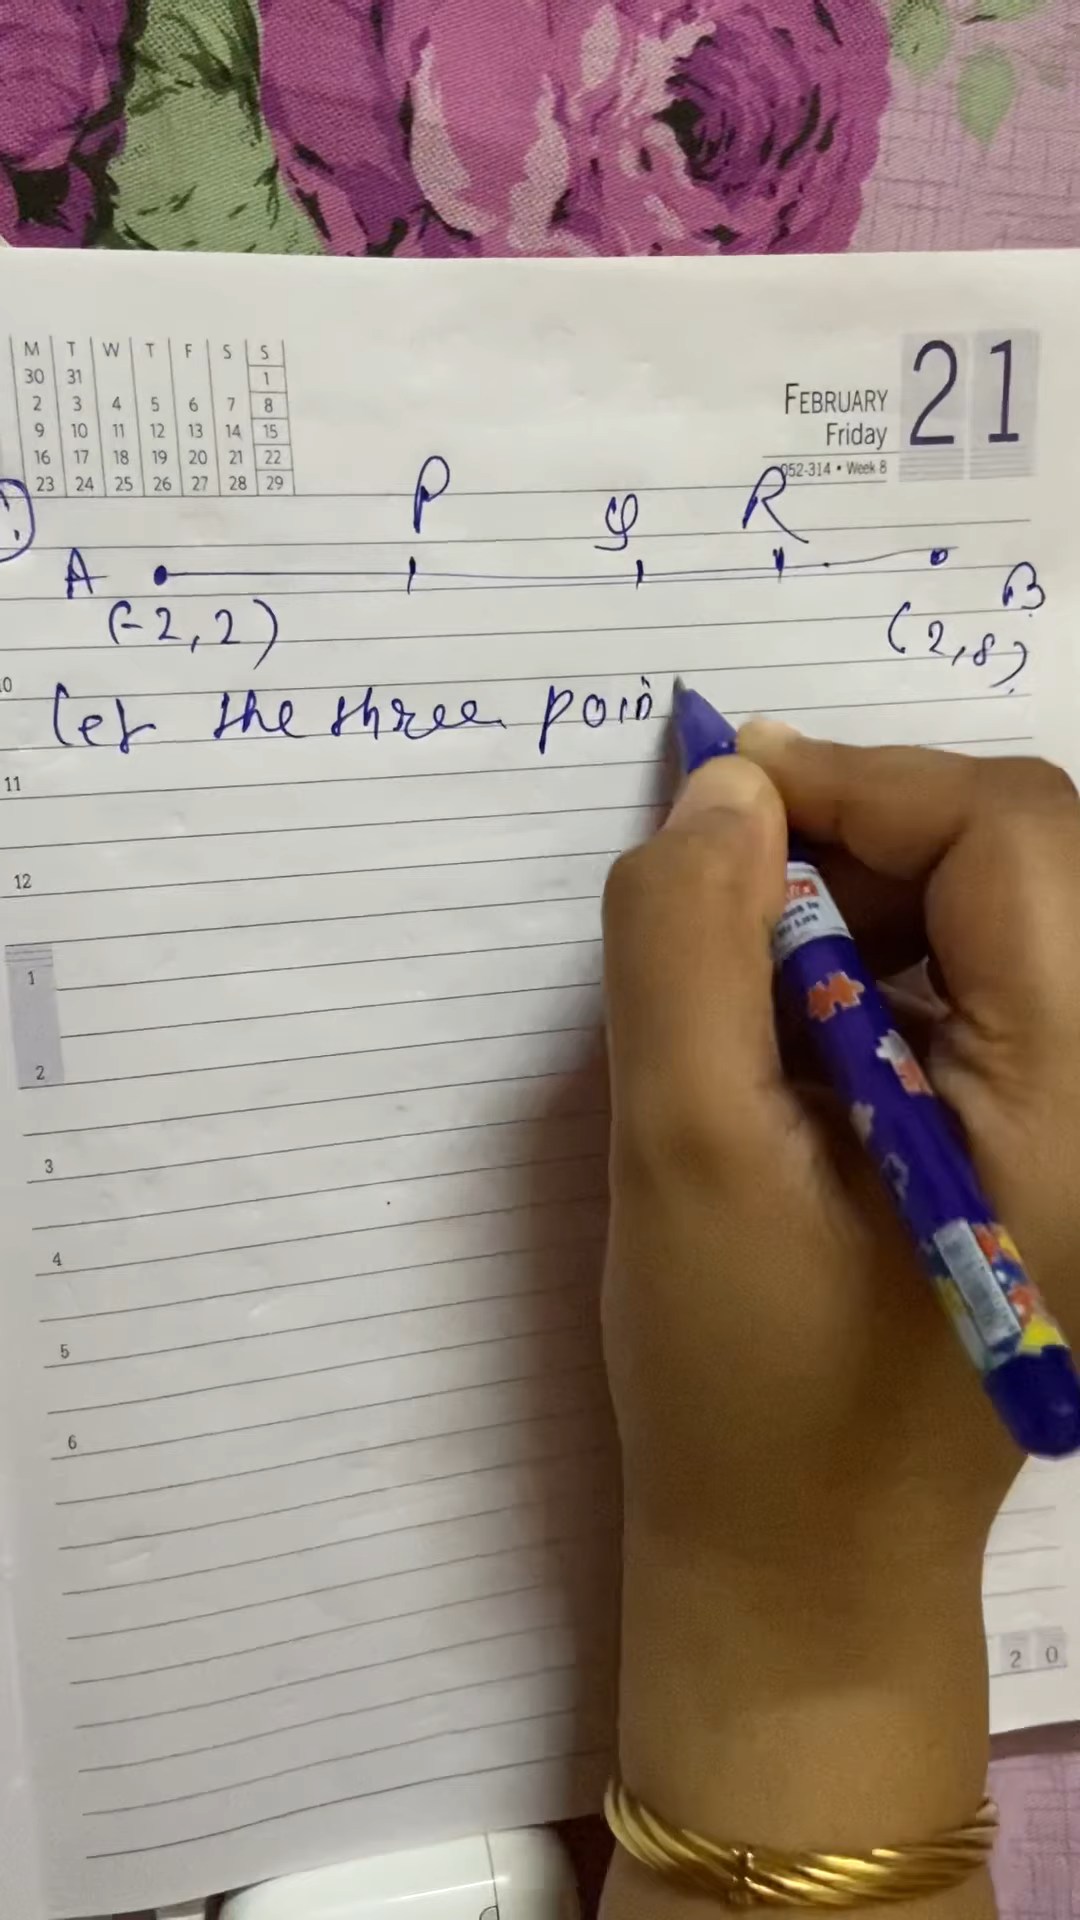 M T W T F S S
30 31 1
2 3 4 5 6 7 8
9 10 11 12 13 14 15
16 17 18 19 20 21 22
23 24 25 26 27 28 29
FEBRUARY 21
Friday
052-314 • Week 8
P Q R
A B
(-2, 2) (2, 8)
let the three poin
10
11
12
1
2
3
4
5
6
2 0